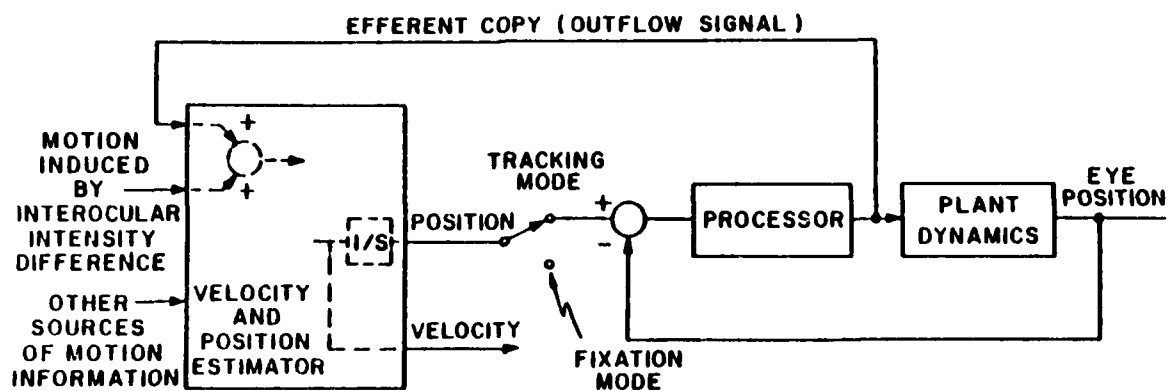 EFFERENT COPY (OUTFLOW SIGNAL)
MOTION
INDUCED
BY
INTEROCULAR
INTENSITY
DIFFERENCE
OTHER
SOURCES
OF MOTION
INFORMATION
+
+
1/S
VELOCITY
AND
POSITION
ESTIMATOR
POSITION
VELOCITY
TRACKING
MODE
FIXATION
MODE
+
−
PROCESSOR
PLANT
DYNAMICS
EYE
POSITION